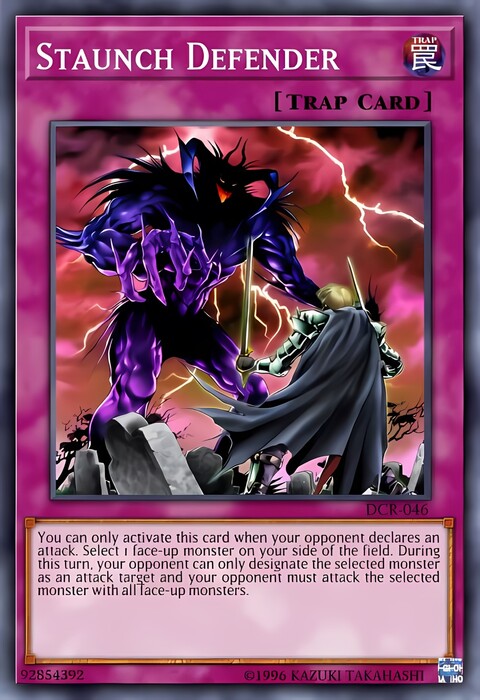 Staunch Defender
TRAP
罠
[Trap Card]
DCR-046
You can only activate this card when your opponent declares an
attack. Select 1 face-up monster on your side of the field. During
this turn, your opponent can only designate the selected monster
as an attack target and your opponent must attack the selected
monster with all face-up monsters.
92854392
©1996 KAZUKI TAKAHASHI